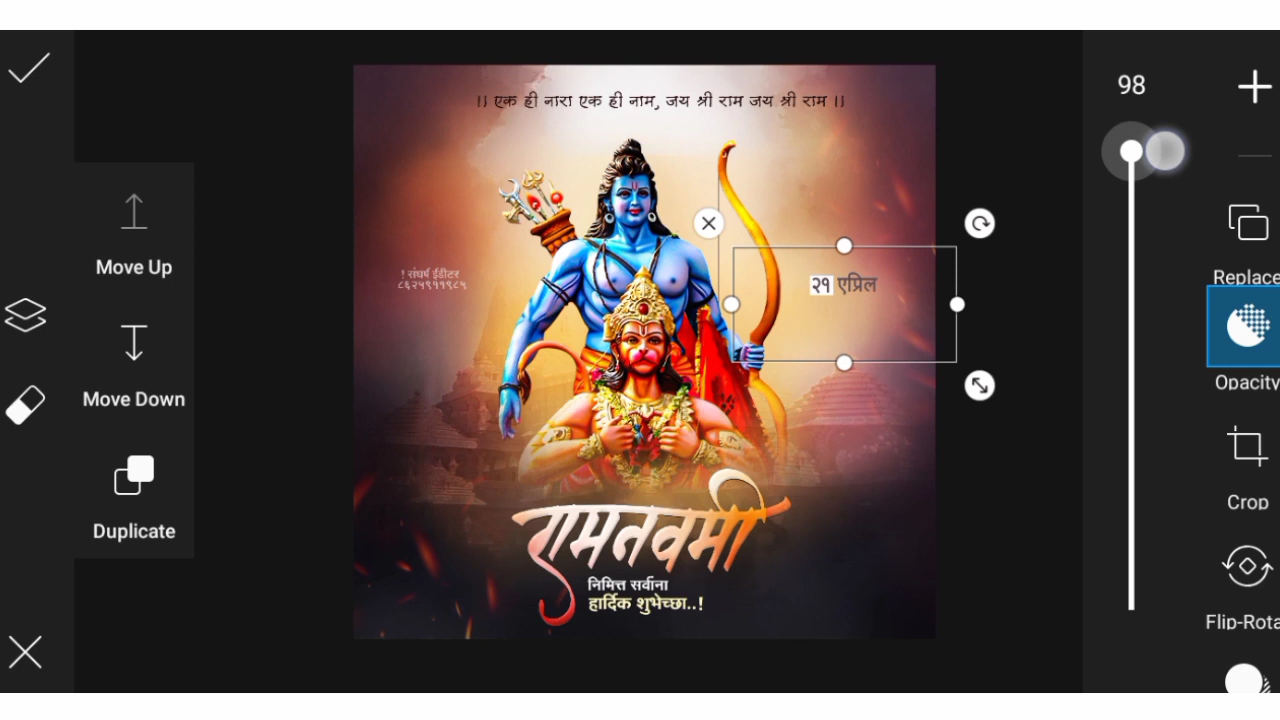 98
।। एक ही नारा एक ही नाम, जय श्री राम जय श्री राम ।।
Move Up
! संघर्ष ईडीटर
८६२५९११९८५
२१ एप्रिल
Replace
Move Down
Opacity
Duplicate
Crop
रामनवमी
निमित्त सर्वांना
हार्दिक शुभेच्छा..!
Flip-Rota